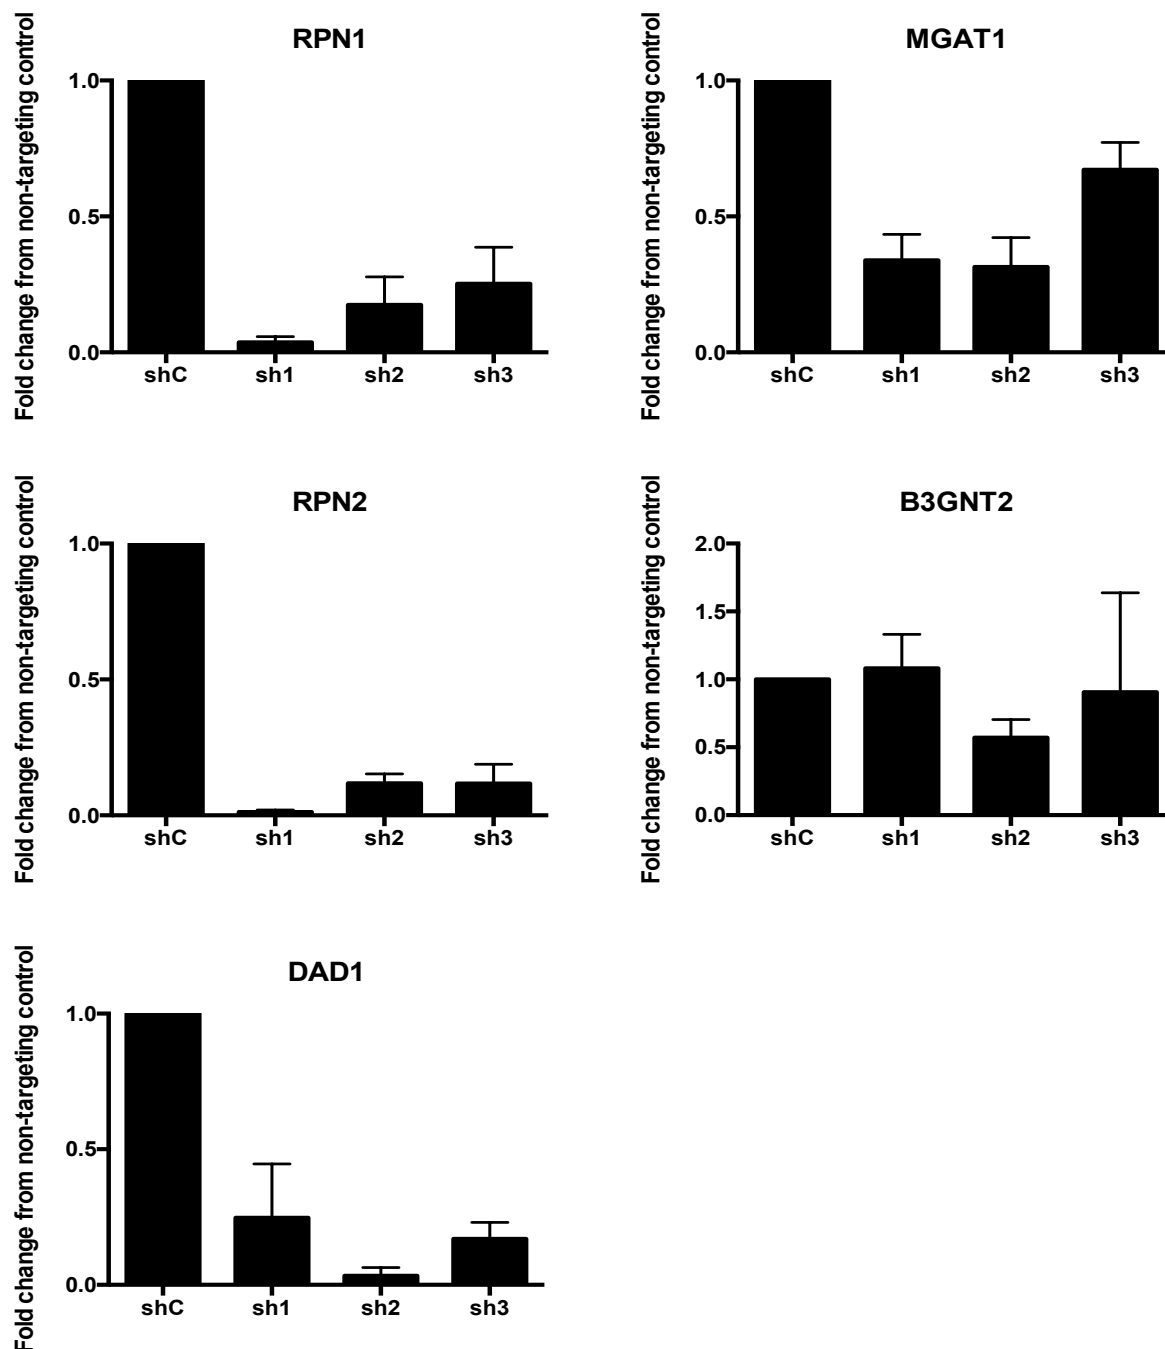 RPN1
Fold change from non-targeting control
1.0
0.5
0.0
shC sh1 sh2 sh3
MGAT1
Fold change from non-targeting control
1.0
0.5
0.0
shC sh1 sh2 sh3
RPN2
Fold change from non-targeting control
1.0
0.5
0.0
shC sh1 sh2 sh3
B3GNT2
Fold change from non-targeting control
2.0
1.5
1.0
0.5
0.0
shC sh1 sh2 sh3
DAD1
Fold change from non-targeting control
1.0
0.5
0.0
shC sh1 sh2 sh3